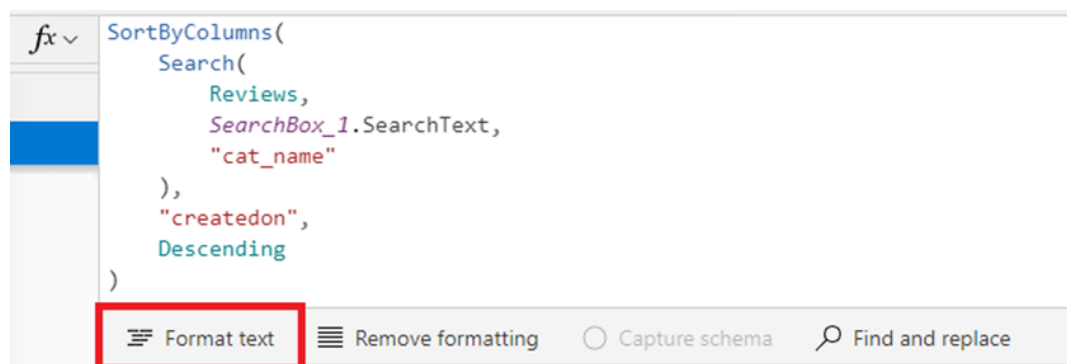 fx SortByColumns(
Search(
Reviews,
SearchBox_1.SearchText,
"cat_name"
),
"createdon",
Descending
)
Format text Remove formatting Capture schema Find and replace